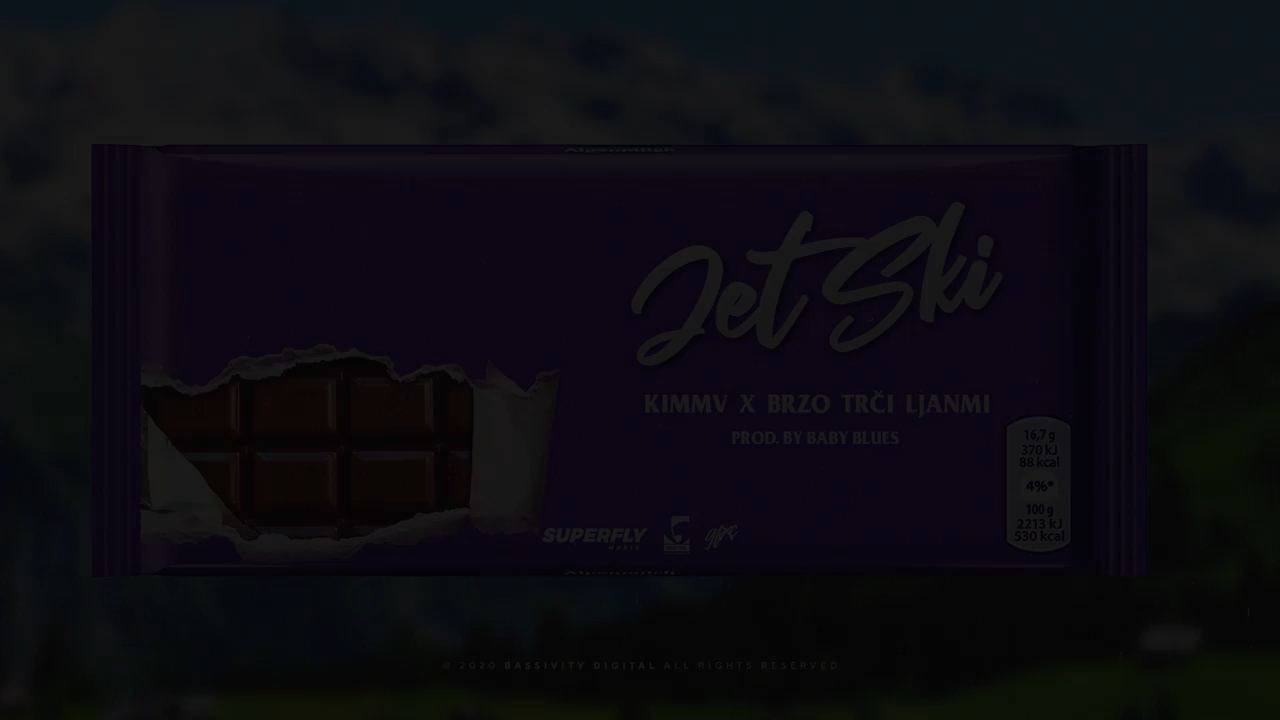 Jet Ski
KIMMV X BRZO TRČI LJANMI
PROD. BY BABY BLUES
16,7 g
370 kJ
88 kcal
4%*
100 g
2213 kJ
530 kcal
SUPERFLY
gpc
© 2020 BASSIVITY DIGITAL ALL RIGHTS RESERVED